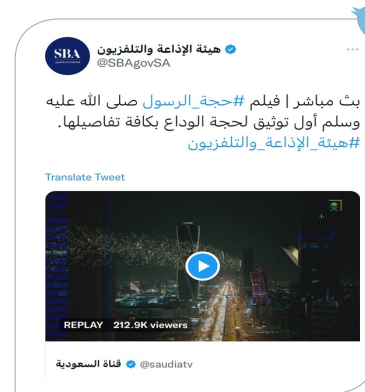 SBA
هيئة الإذاعة والتلفزيون
@SBAgovSA
بث مباشر | فيلم #حجة_الرسول صلى الله عليه
وسلم أول توثيق لحجة الوداع بكافة تفاصيلها.
#هيئة_الإذاعة_والتلفزيون
Translate Tweet
REPLAY 212.9K viewers
قناة السعودية @saudiatv